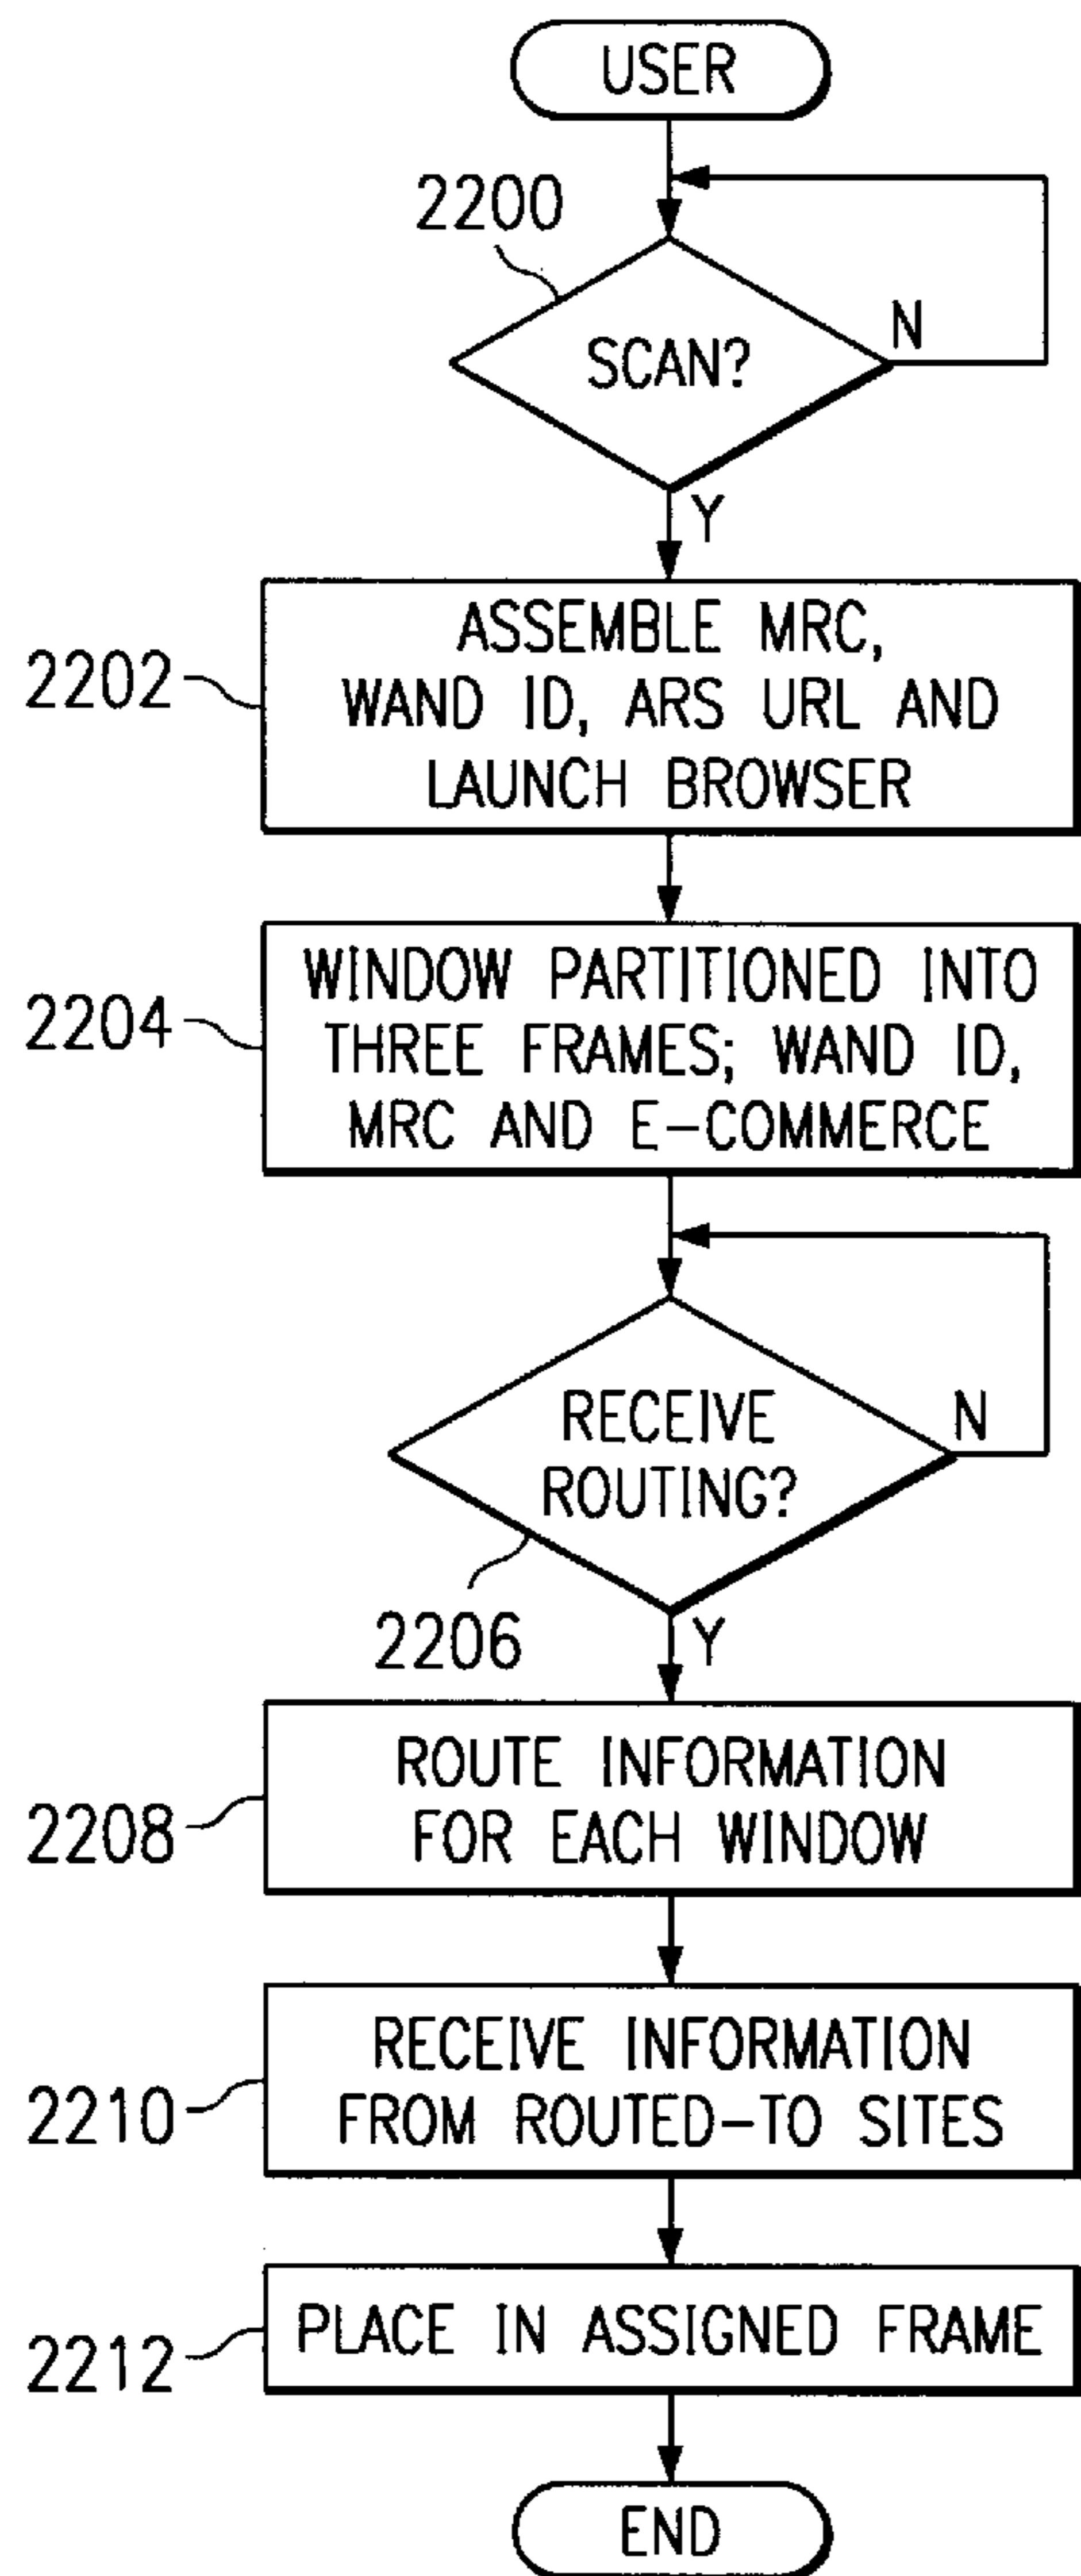 USER
2200
SCAN?
N
Y
2202
ASSEMBLE MRC,
WAND ID, ARS URL AND
LAUNCH BROWSER
2204
WINDOW PARTITIONED INTO
THREE FRAMES; WAND ID,
MRC AND E-COMMERCE
RECEIVE
ROUTING?
N
2206
Y
2208
ROUTE INFORMATION
FOR EACH WINDOW
2210
RECEIVE INFORMATION
FROM ROUTED-TO SITES
2212
PLACE IN ASSIGNED FRAME
END